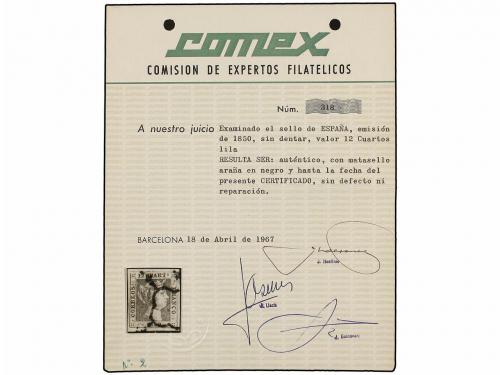 comex
COMISION DE EXPERTOS FILATELICOS
Núm. 318
A nuestro juicio Examinado el sello de ESPAÑA, emisión
de 1850, sin dentar, valor 12 Cuartos
lila
RESULTA SER: auténtico, con matasello
araña en negro y hasta la fecha del
presente CERTIFICADO, sin defecto ni
reparación.
BARCELONA 18 de Abril de 1967
CORREOS
Nº 2